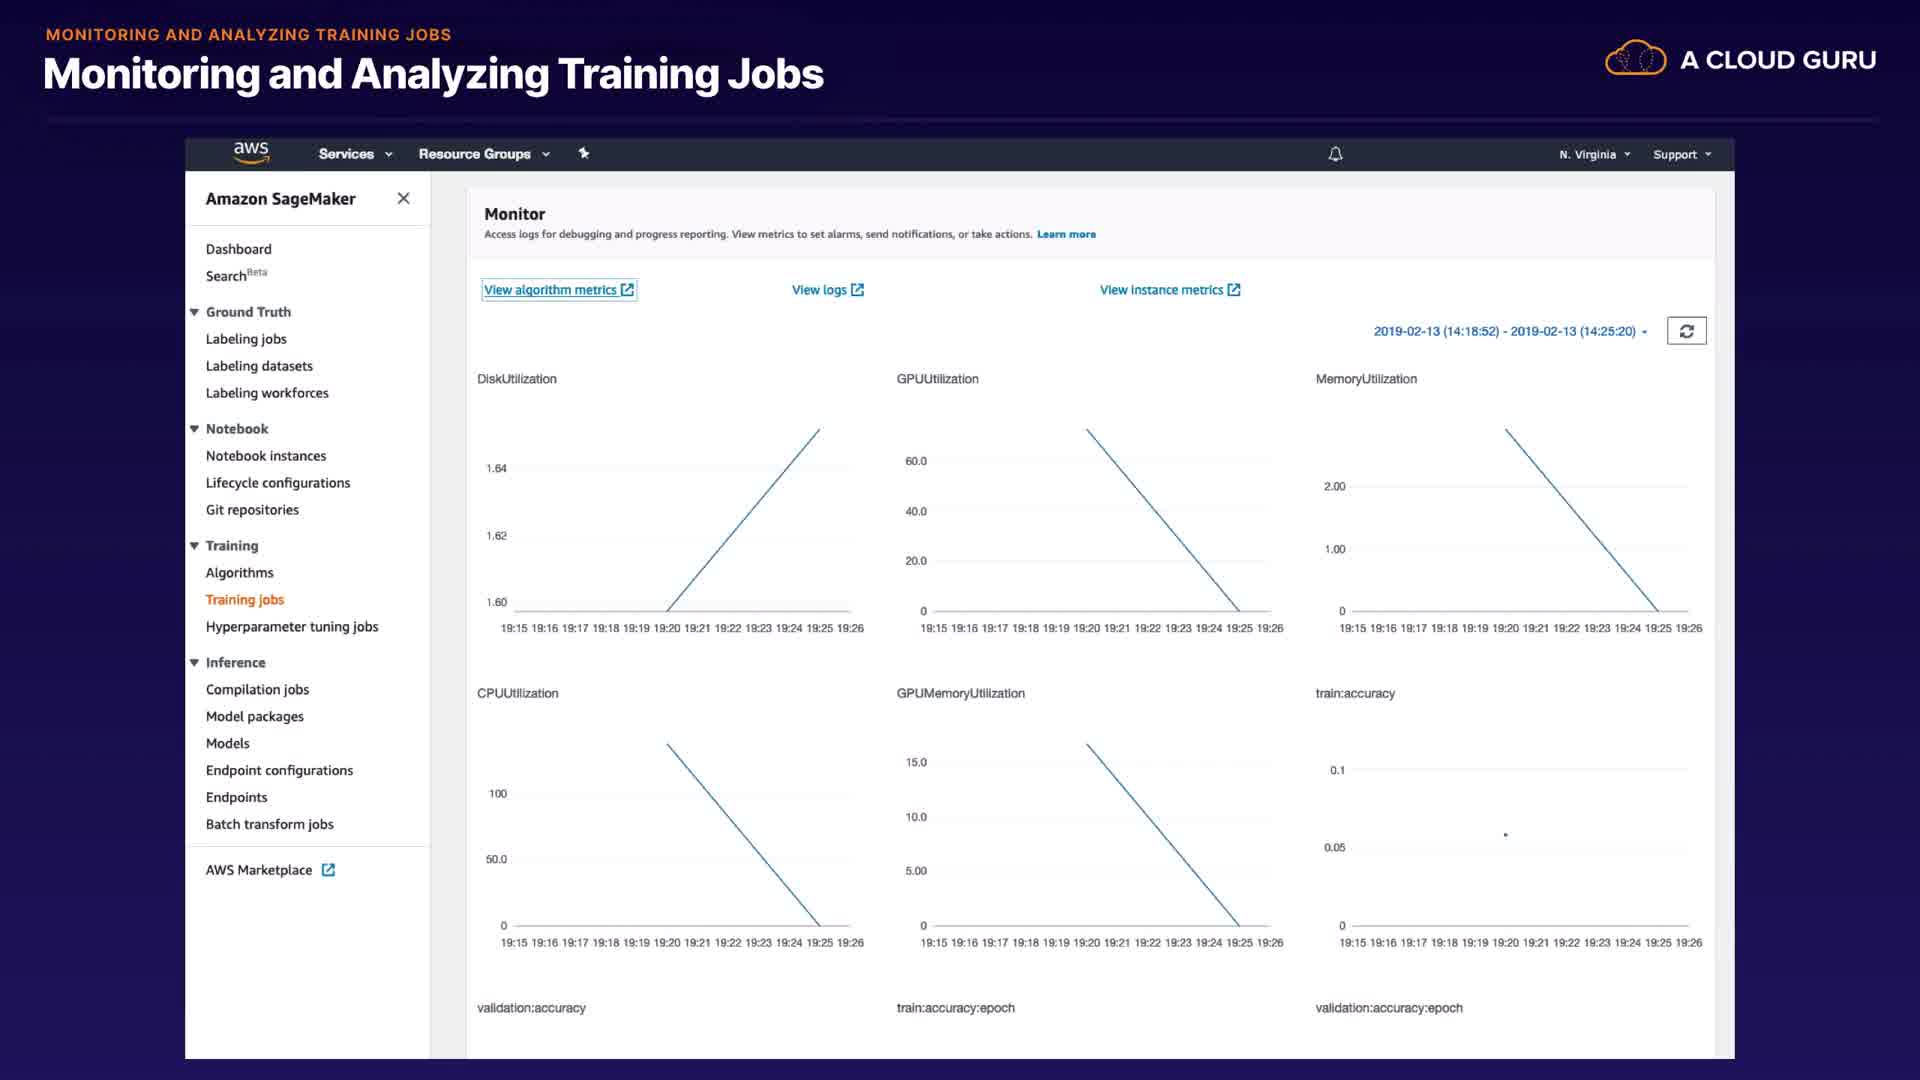 MONITORING AND ANALYZING TRAINING JOBS
Monitoring and Analyzing Training Jobs
A CLOUD GURU
aws Services Resource Groups N. Virginia Support
Amazon SageMaker
Dashboard
Search Beta
Ground Truth
Labeling jobs
Labeling datasets
Labeling workforces
Notebook
Notebook instances
Lifecycle configurations
Git repositories
Training
Algorithms
Training jobs
Hyperparameter tuning jobs
Inference
Compilation jobs
Model packages
Models
Endpoint configurations
Endpoints
Batch transform jobs
AWS Marketplace
Monitor
Access logs for debugging and progress reporting. View metrics to set alarms, send notifications, or take actions. Learn more
View algorithm metrics View logs View instance metrics
2019-02-13 (14:18:52) - 2019-02-13 (14:25:20)
DiskUtilization
1.64
1.62
1.60
19:15 19:16 19:17 19:18 19:19 19:20 19:21 19:22 19:23 19:24 19:25 19:26
GPUUtilization
60.0
40.0
20.0
0
19:15 19:16 19:17 19:18 19:19 19:20 19:21 19:22 19:23 19:24 19:25 19:26
MemoryUtilization
2.00
1.00
0
19:15 19:16 19:17 19:18 19:19 19:20 19:21 19:22 19:23 19:24 19:25 19:26
CPUUtilization
100
50.0
0
19:15 19:16 19:17 19:18 19:19 19:20 19:21 19:22 19:23 19:24 19:25 19:26
GPUMemoryUtilization
15.0
10.0
5.00
0
19:15 19:16 19:17 19:18 19:19 19:20 19:21 19:22 19:23 19:24 19:25 19:26
train:accuracy
0.1
0.05
0
19:15 19:16 19:17 19:18 19:19 19:20 19:21 19:22 19:23 19:24 19:25 19:26
validation:accuracy
train:accuracy:epoch
validation:accuracy:epoch